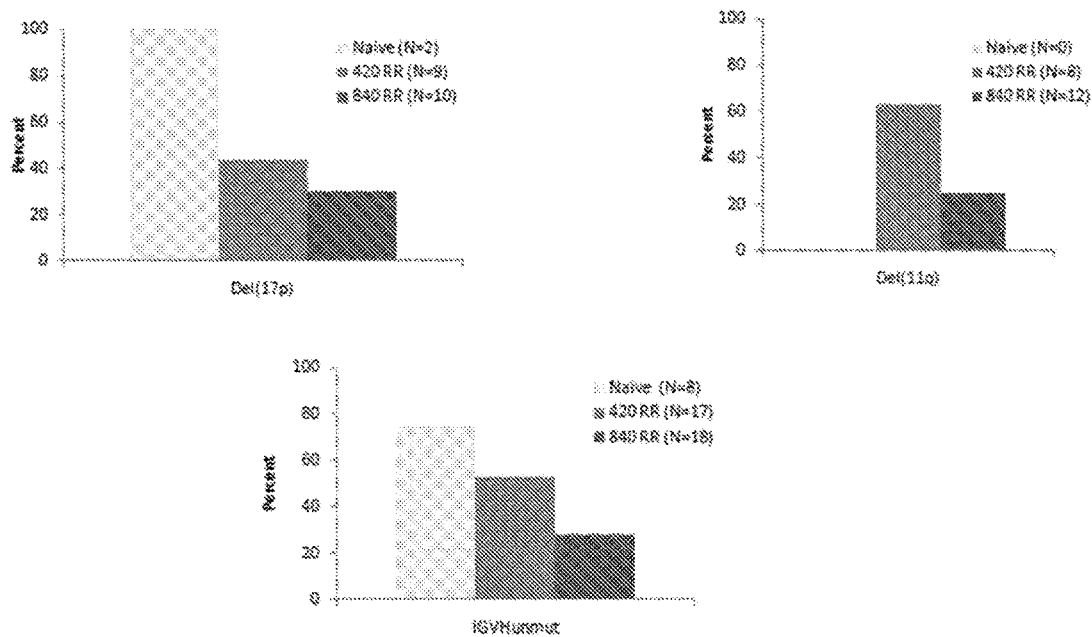 100
80
60
40
20
0
Percent
Naive (N=2)
420 RR (N=9)
840 RR (N=10)
Del(17p)
100
80
60
40
20
0
Percent
Naive (N=0)
420 RR (N=8)
840 RR (N=12)
Del(11q)
100
80
60
40
20
0
Percent
Naive (N=8)
420 RR (N=17)
840 RR (N=18)
IGVHunmut